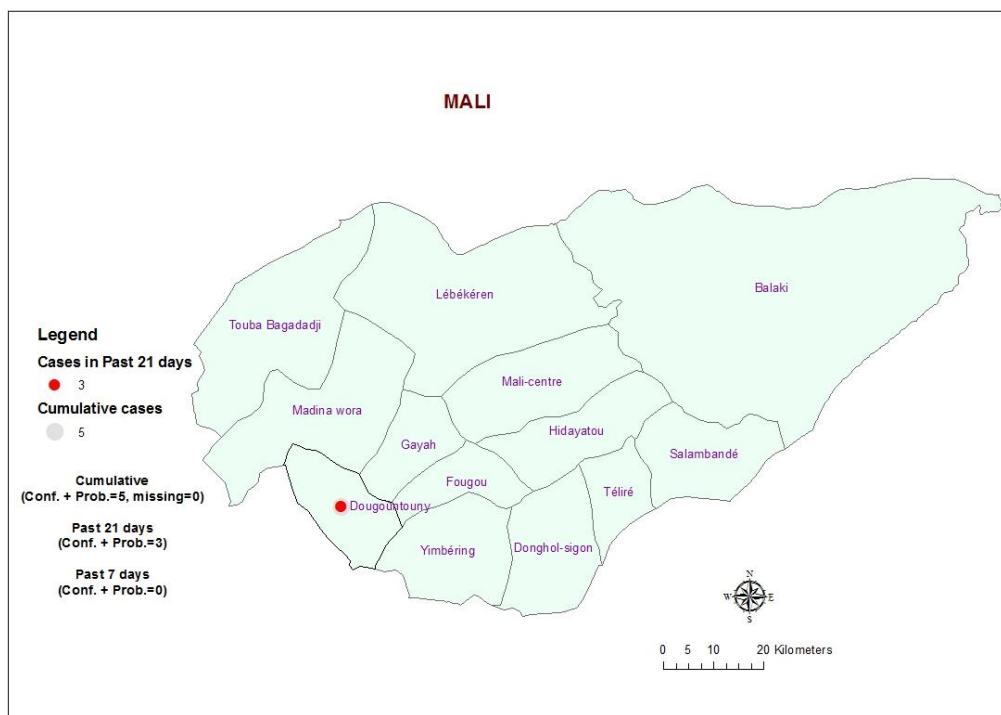 MALI
Balaki
Lébékéren
Touba Bagadadji
Legend
Cases in Past 21 days
3
Cumulative cases
5
Mali-centre
Madina wora
Hidayatou
Gayah
Salambandé
Fougou
Téliré
Cumulative
(Conf. + Prob.=5, missing=0)
Dougountouny
Past 21 days
(Conf. + Prob.=3)
Yimbéring
Donghol-sigon
Past 7 days
(Conf. + Prob.=0)
N
W E
S
0 5 10 20 Kilometers